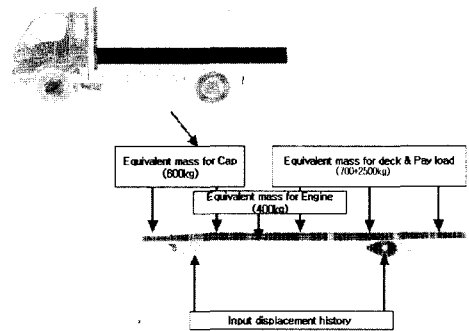 Equivalent mass for Cap
(600kg)
Equivalent mass for deck & Pay load
(700+2500kg)
Equivalent mass for Engine
(400kg)
Input displacement history